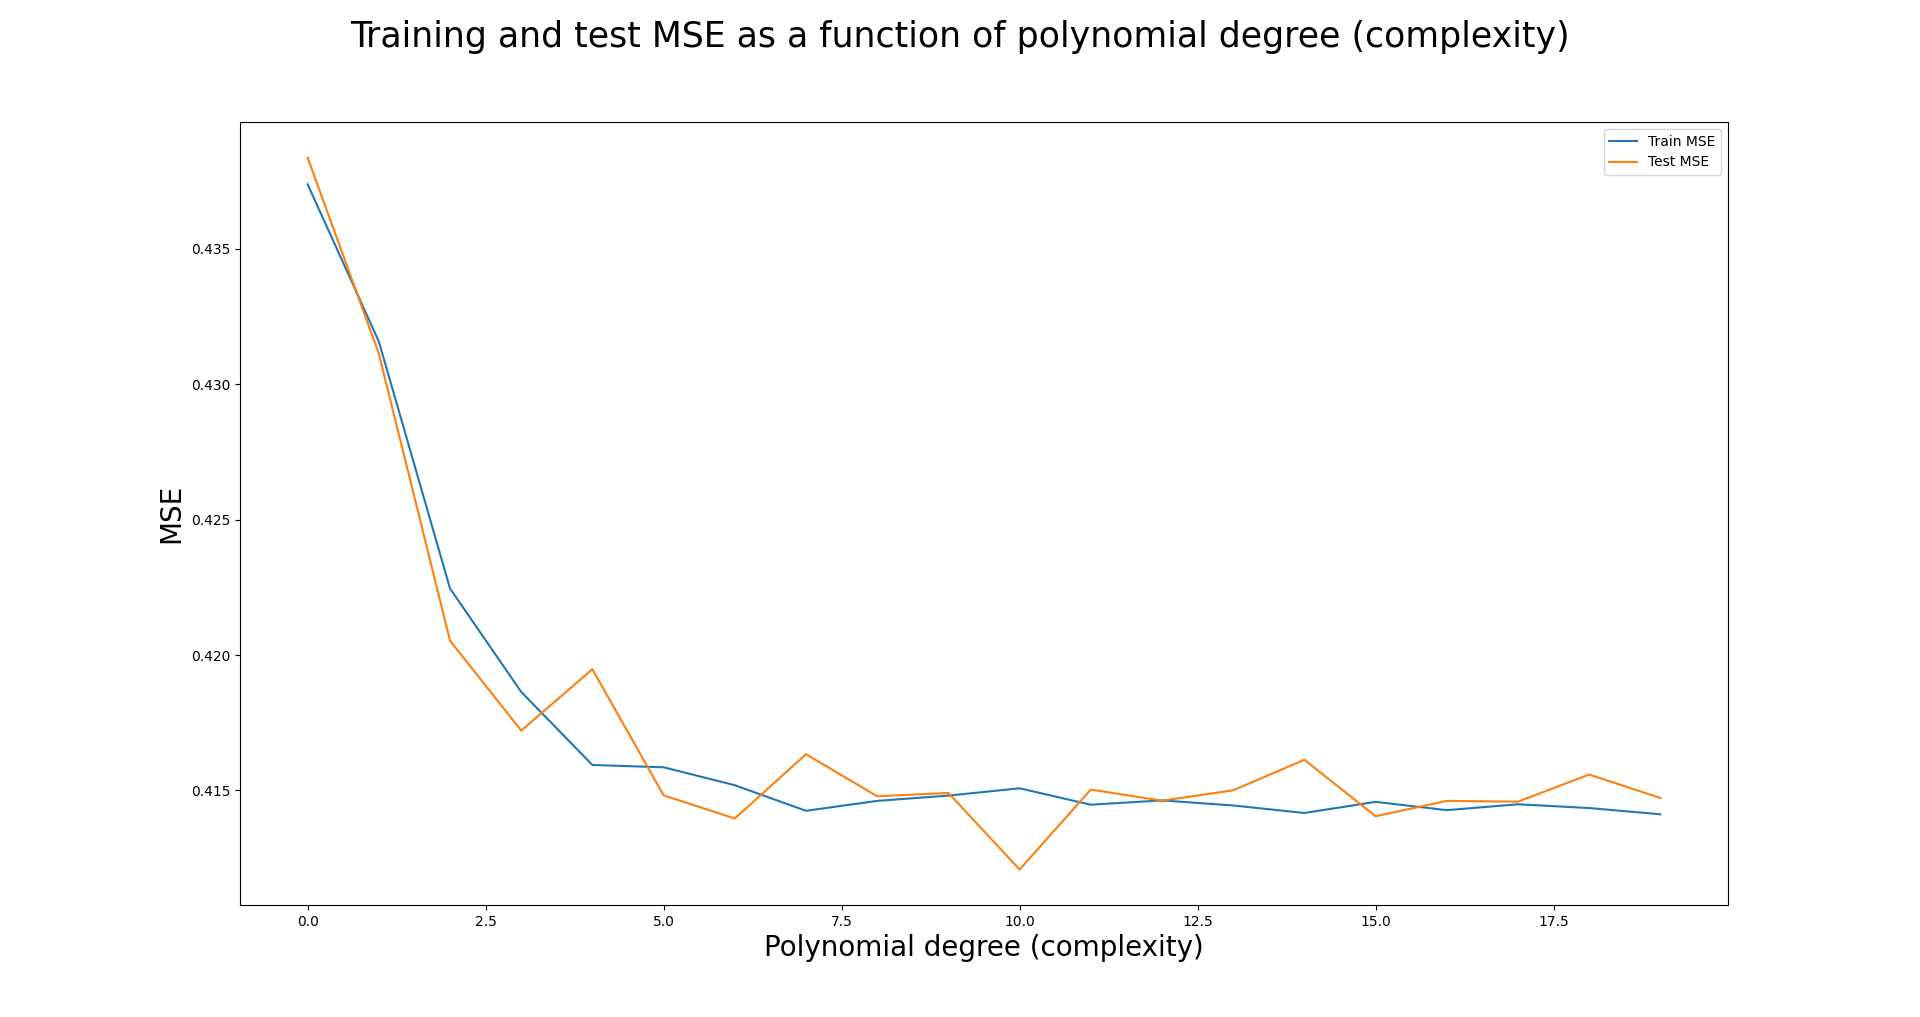 Training and test MSE as a function of polynomial degree (complexity)
Train MSE
Test MSE
MSE
0.435
0.430
0.425
0.420
0.415
0.0 2.5 5.0 7.5 10.0 12.5 15.0 17.5
Polynomial degree (complexity)